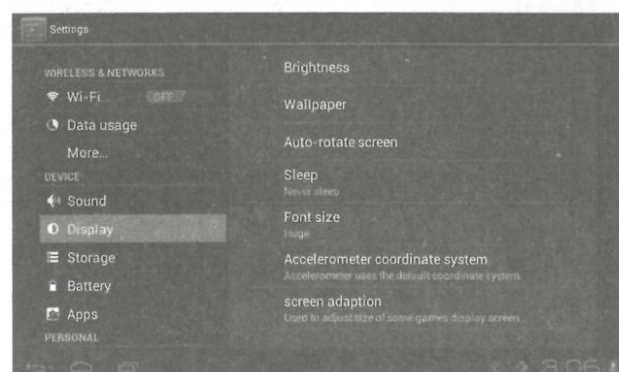 Settings
WIRELESS & NETWORKS
Wi-Fi OFF
Data usage
More...
DEVICE
Sound
Display
Storage
Battery
Apps
PERSONAL
Brightness
Wallpaper
Auto-rotate screen
Sleep
Never sleep
Font size
Huge
Accelerometer coordinate system
Accelerometer uses the default coordinate system.
screen adaption
Used to adjust size of some games display screen
3:06